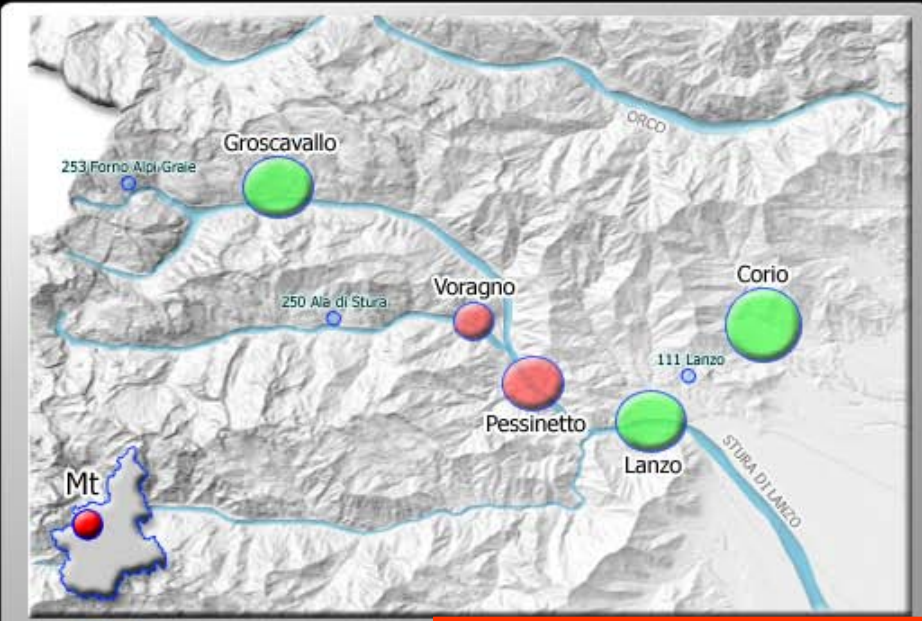 ORCO
Groscavallo
253 Forno Alpi Graie
Voragno
Corio
250 Ala di Stura
111 Lanzo
Pessinetto
Lanzo
STURA DI LANZO
Mt